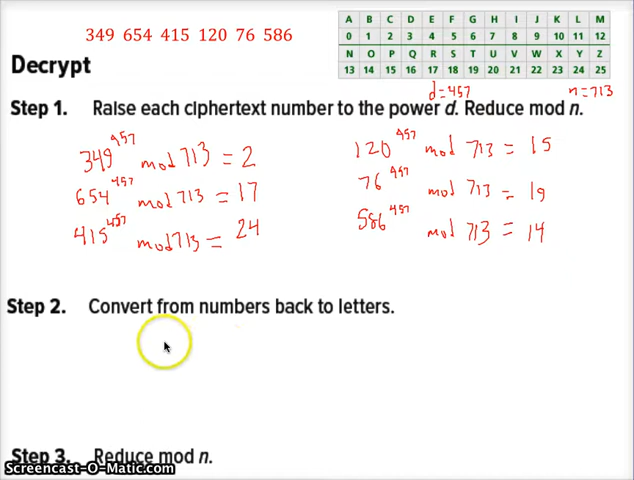 349 654 415 120 76 586
A B C D E F G H I J K L M
0 1 2 3 4 5 6 7 8 9 10 11 12
N O P Q R S T U V W X Y Z
13 14 15 16 17 18 19 20 21 22 23 24 25
Decrypt
d=457 n=713
Step 1. Raise each ciphertext number to the power d. Reduce mod n.
349^457 mod 713 = 2
654^457 mod 713 = 17
415^457 mod 713 = 24
120^457 mod 713 = 15
76^457 mod 713 = 19
586^457 mod 713 = 14
Step 2. Convert from numbers back to letters.
Step 3. Reduce mod n.
Screencast-O-Matic.com